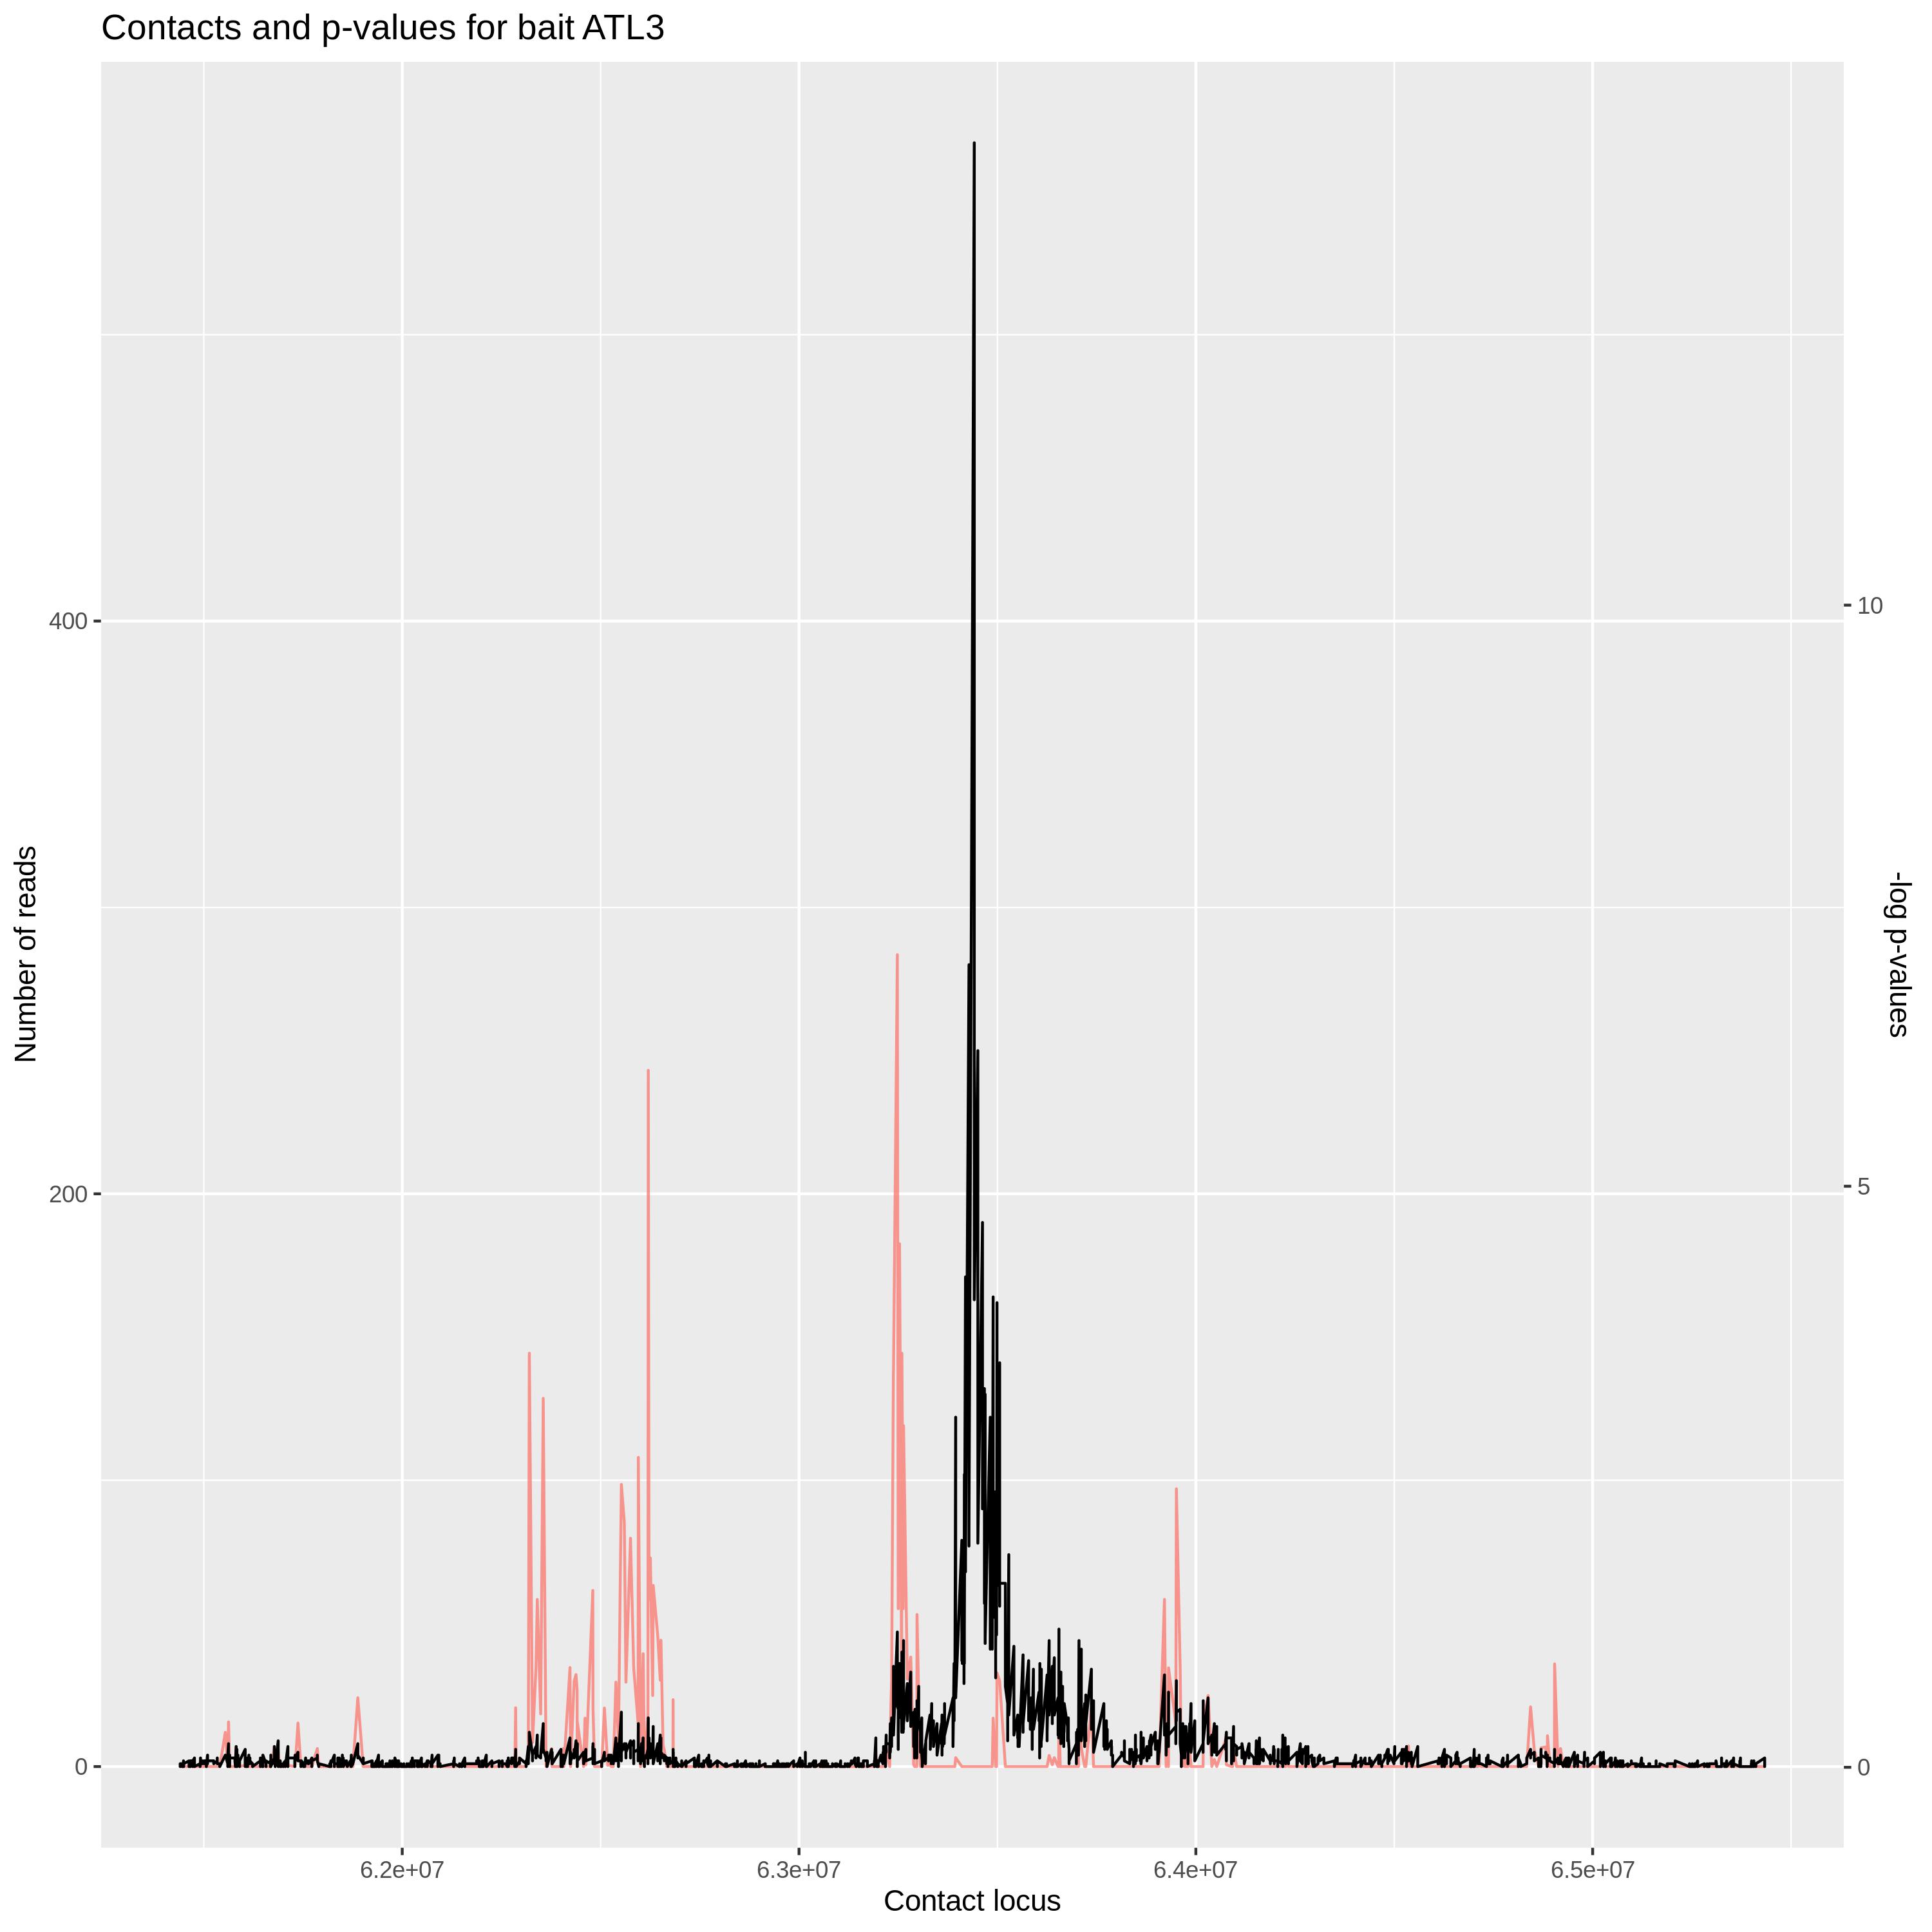 Contacts and p-values for bait ATL3
Number of reads
400
200
0
10
5
0
-log p-values
6.2e+07
6.3e+07
6.4e+07
6.5e+07
Contact locus